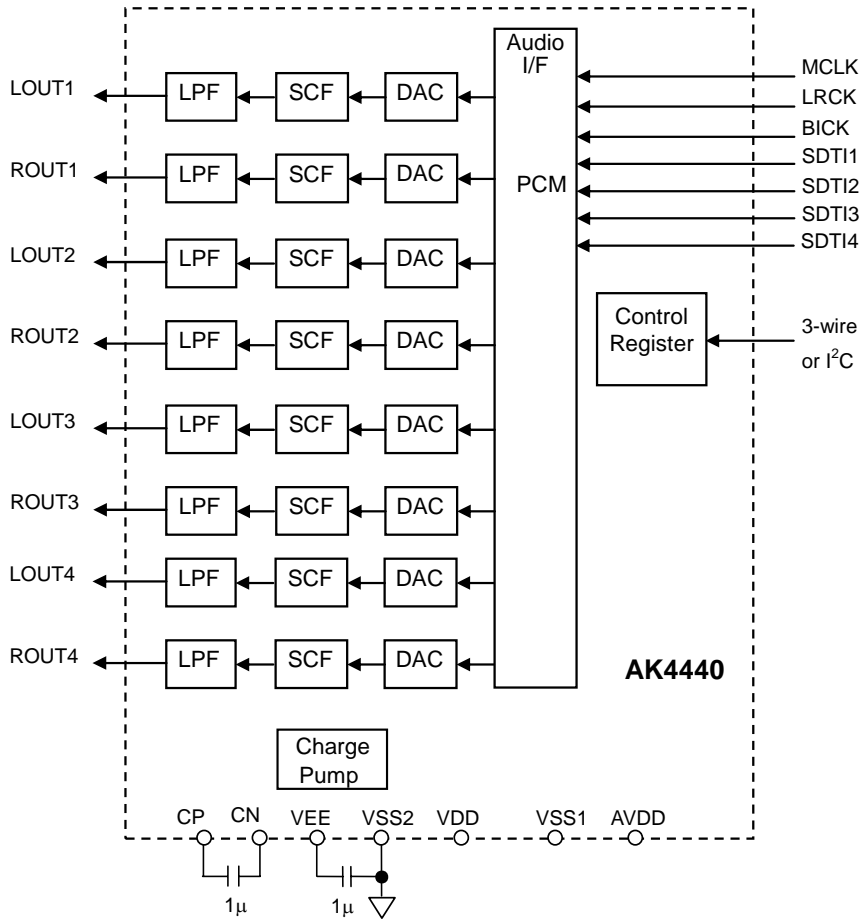 Audio
I/F
MCLK
LOUT1
LPF
SCF
DAC
LRCK
BICK
SDTI1
ROUT1
LPF
SCF
DAC
PCM
SDTI2
SDTI3
SDTI4
LOUT2
LPF
SCF
DAC
Control
Register
3-wire
or I²C
ROUT2
LPF
SCF
DAC
LOUT3
LPF
SCF
DAC
ROUT3
LPF
SCF
DAC
LOUT4
LPF
SCF
DAC
ROUT4
LPF
SCF
DAC
AK4440
Charge
Pump
CP
CN
VEE
VSS2
VDD
VSS1
AVDD
1μ
1μ